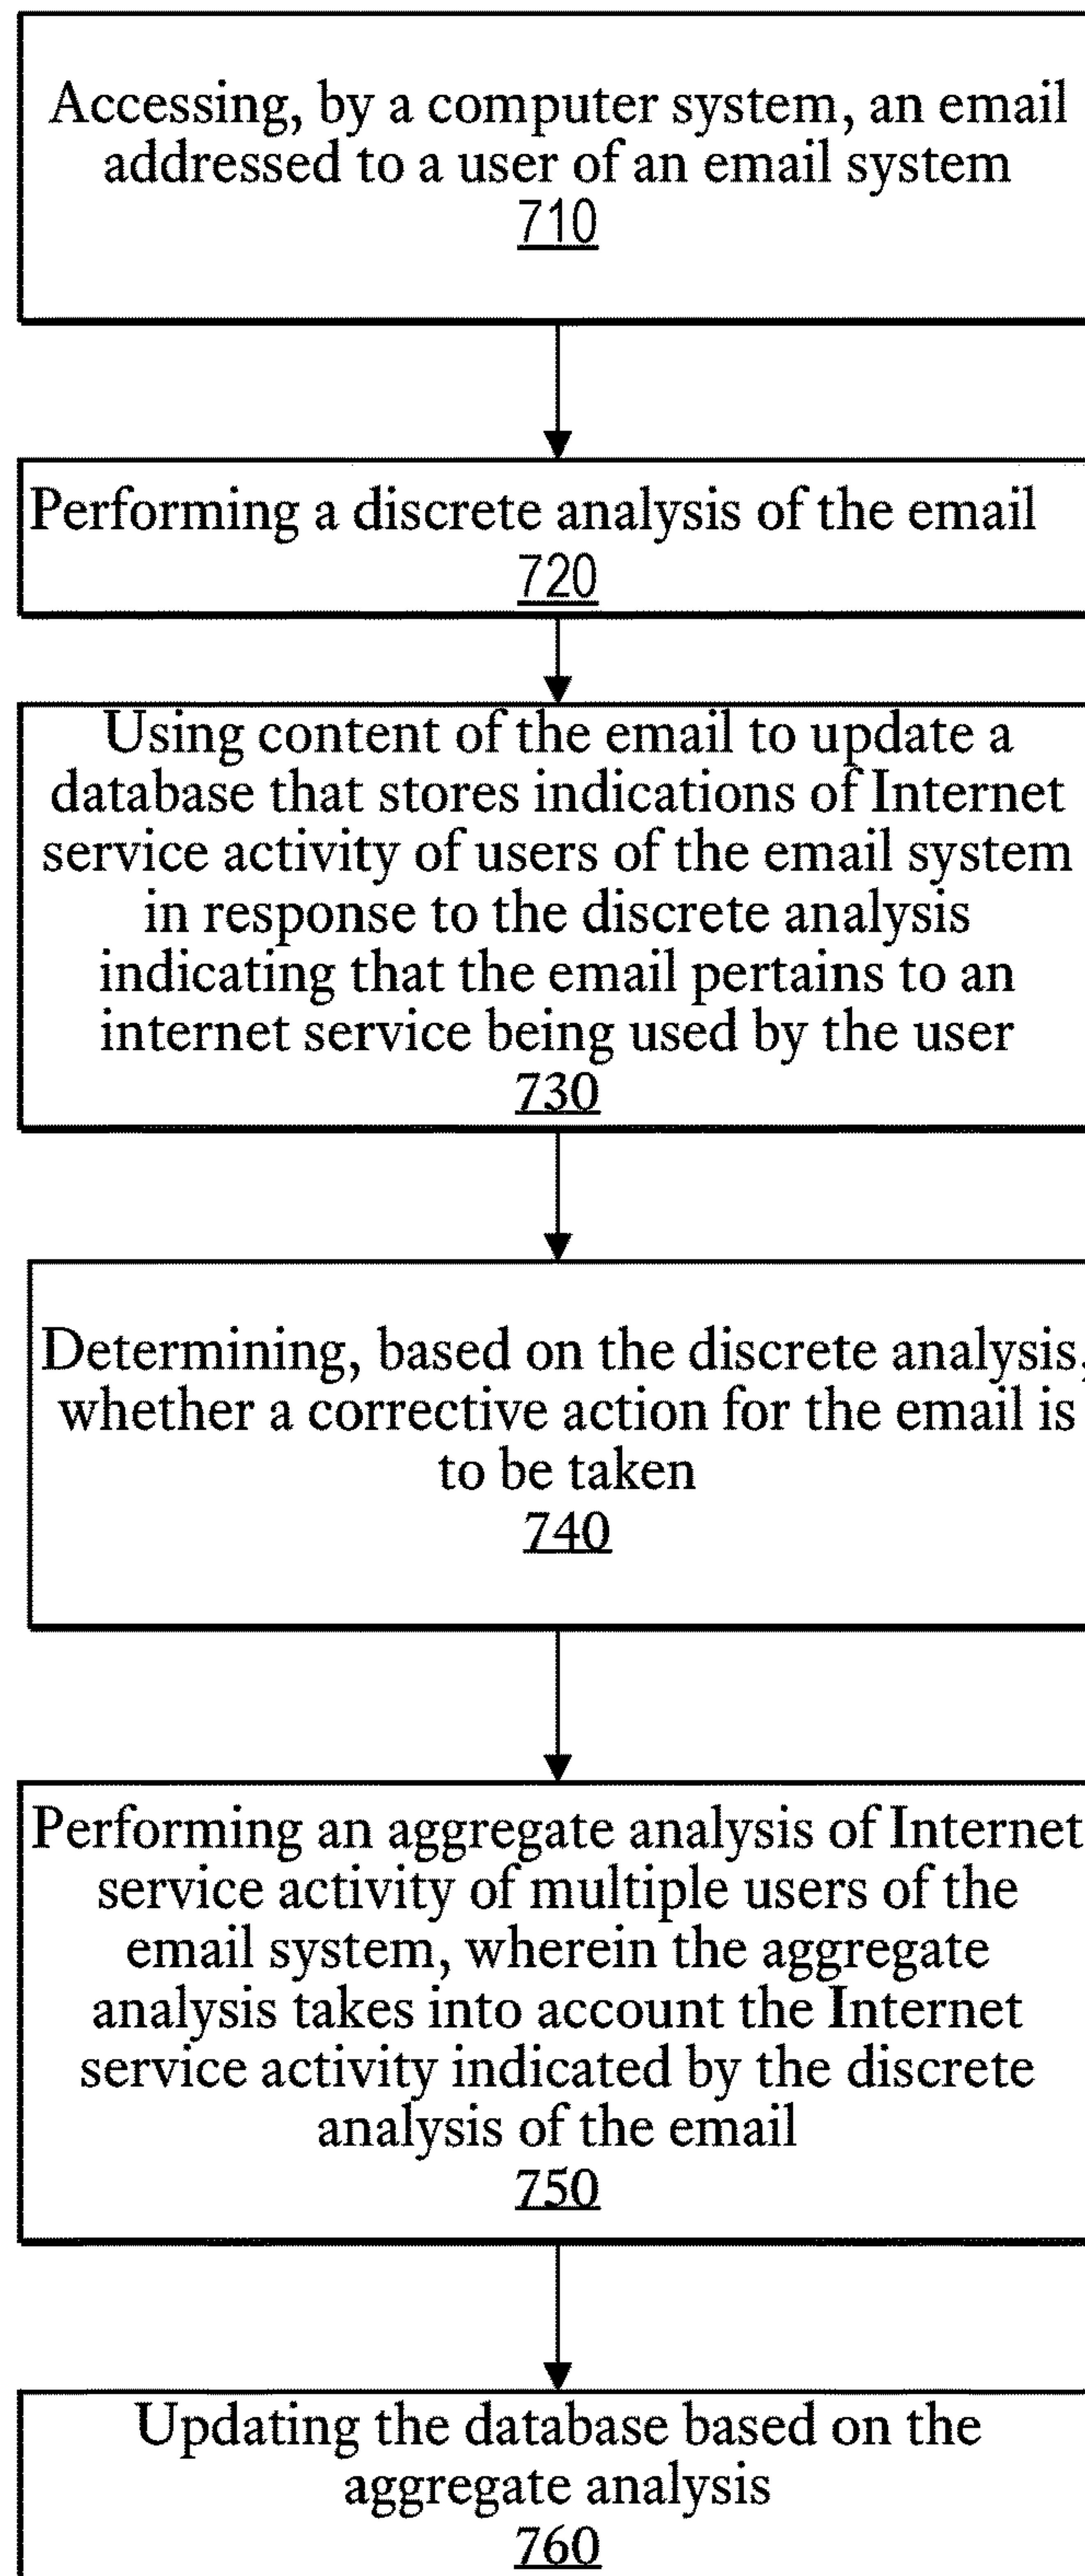 Accessing, by a computer system, an email
addressed to a user of an email system
710
Performing a discrete analysis of the email
720
Using content of the email to update a
database that stores indications of Internet
service activity of users of the email system
in response to the discrete analysis
indicating that the email pertains to an
internet service being used by the user
730
Determining, based on the discrete analysis,
whether a corrective action for the email is
to be taken
740
Performing an aggregate analysis of Internet
service activity of multiple users of the
email system, wherein the aggregate
analysis takes into account the Internet
service activity indicated by the discrete
analysis of the email
750
Updating the database based on the
aggregate analysis
760